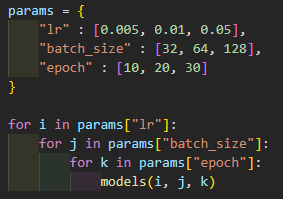 params = {
    "lr" : [0.005, 0.01, 0.05],
    "batch_size" : [32, 64, 128],
    "epoch" : [10, 20, 30]
}
for i in params["lr"]:
    for j in params["batch_size"]:
        for k in params["epoch"]:
            models(i, j, k)